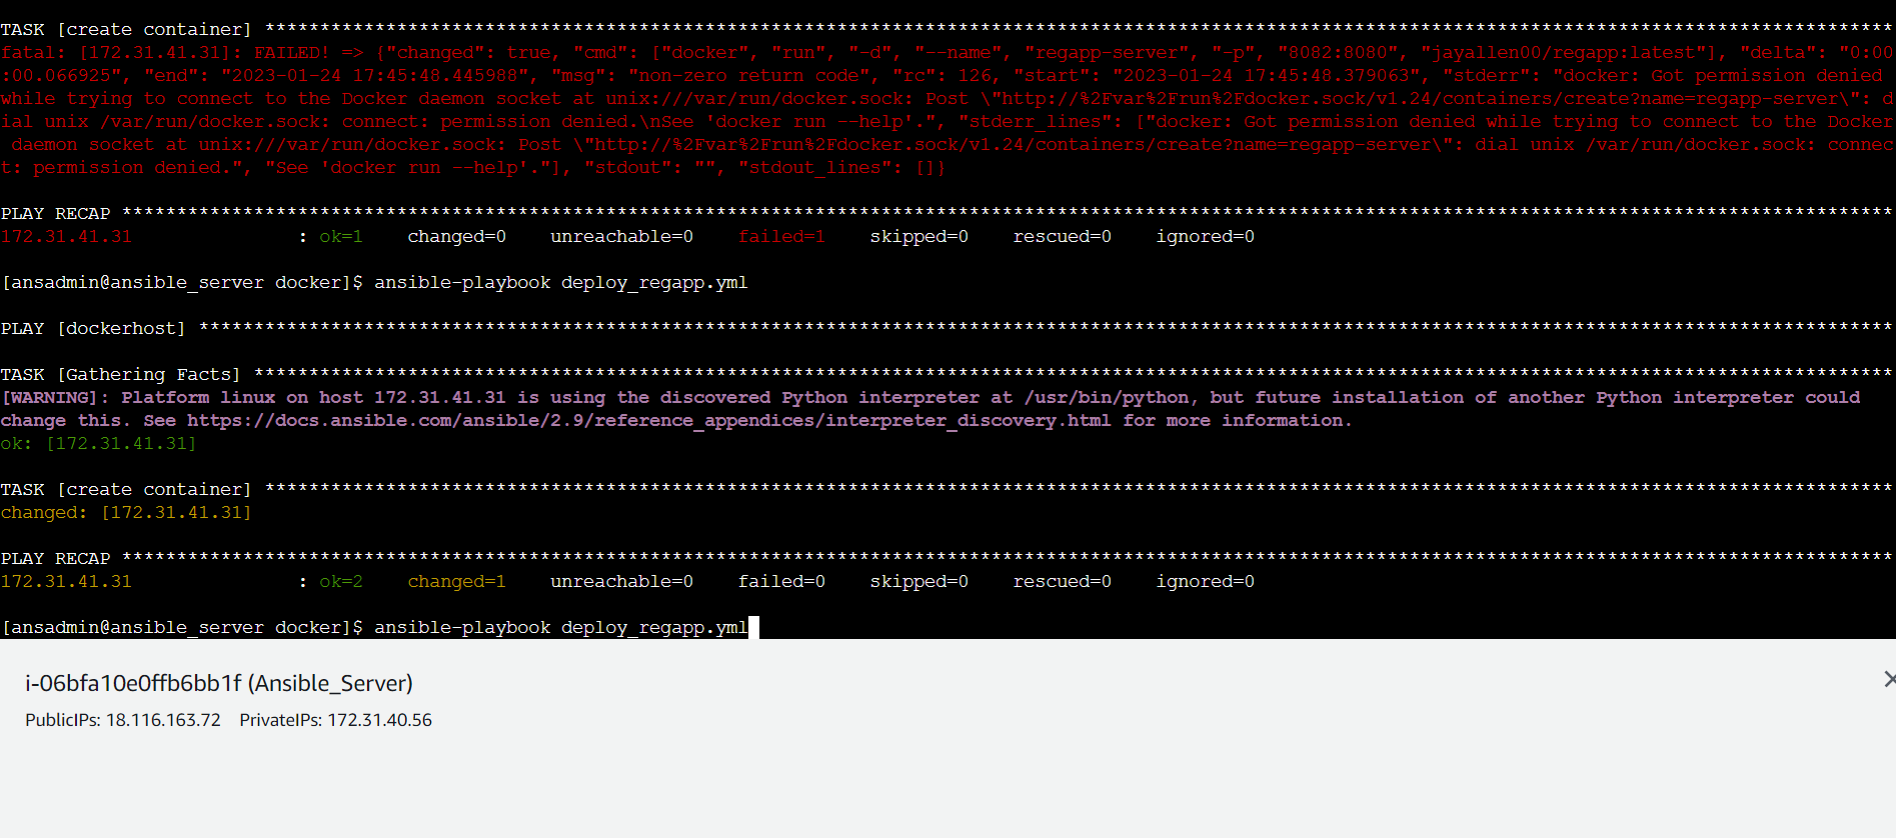 TASK [create container] ****************************************************************************************************************************************************
fatal: [172.31.41.31]: FAILED! => {"changed": true, "cmd": ["docker", "run", "-d", "--name", "regapp-server", "-p", "8082:8080", "jayallen00/regapp:latest"], "delta": "0:00
:00.066925", "end": "2023-01-24 17:45:48.445988", "msg": "non-zero return code", "rc": 126, "start": "2023-01-24 17:45:48.379063", "stderr": "docker: Got permission denied
while trying to connect to the Docker daemon socket at unix:///var/run/docker.sock: Post \"http://%2Fvar%2Frun%2Fdocker.sock/v1.24/containers/create?name=regapp-server\": d
ial unix /var/run/docker.sock: connect: permission denied.\nSee 'docker run --help'.", "stderr_lines": ["docker: Got permission denied while trying to connect to the Docker
 daemon socket at unix:///var/run/docker.sock: Post \"http://%2Fvar%2Frun%2Fdocker.sock/v1.24/containers/create?name=regapp-server\": dial unix /var/run/docker.sock: connec
t: permission denied.", "See 'docker run --help'."], "stdout": "", "stdout_lines": []}
PLAY RECAP *****************************************************************************************************************************************************************
172.31.41.31               : ok=1    changed=0    unreachable=0    failed=1    skipped=0    rescued=0    ignored=0
[ansadmin@ansible_server docker]$ ansible-playbook deploy_regapp.yml
PLAY [dockerhost] **********************************************************************************************************************************************************
TASK [Gathering Facts] *****************************************************************************************************************************************************
[WARNING]: Platform linux on host 172.31.41.31 is using the discovered Python interpreter at /usr/bin/python, but future installation of another Python interpreter could
change this. See https://docs.ansible.com/ansible/2.9/reference_appendices/interpreter_discovery.html for more information.
ok: [172.31.41.31]
TASK [create container] ****************************************************************************************************************************************************
changed: [172.31.41.31]
PLAY RECAP *****************************************************************************************************************************************************************
172.31.41.31               : ok=2    changed=1    unreachable=0    failed=0    skipped=0    rescued=0    ignored=0
[ansadmin@ansible_server docker]$ ansible-playbook deploy_regapp.yml
i-06bfa10e0ffb6bb1f (Ansible_Server)
PublicIPs: 18.116.163.72    PrivateIPs: 172.31.40.56